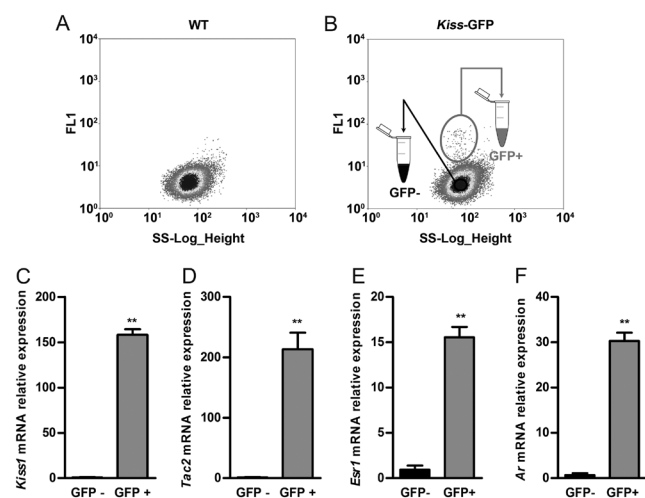 A
WT
FL1
10⁴
10³
10²
10¹
10⁰
10⁰ 10¹ 10² 10³ 10⁴
SS-Log_Height
B
Kiss-GFP
FL1
10⁴
10³
10²
10¹
10⁰
GFP-
GFP+
10⁰ 10¹ 10² 10³ 10⁴
SS-Log_Height
C
Kiss1 mRNA relative expression
200
150
100
50
0
**
GFP - GFP +
D
Tac2 mRNA relative expression
300
200
100
0
**
GFP - GFP +
E
Esr1 mRNA relative expression
20
15
10
5
0
**
GFP- GFP+
F
Ar mRNA relative expression
40
30
20
10
0
**
GFP- GFP+